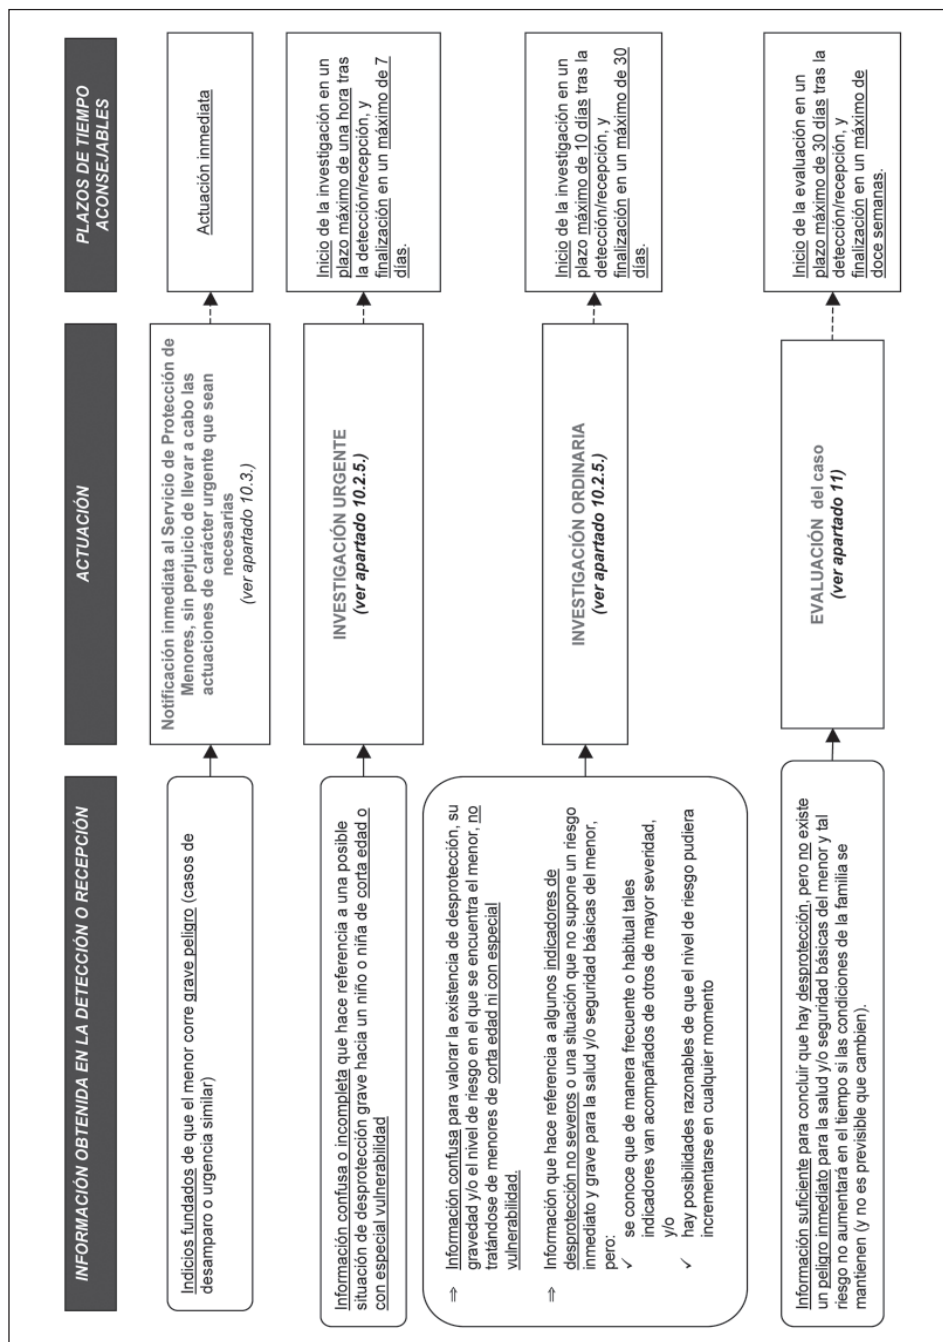 INFORMACIÓN OBTENIDA EN LA DETECCIÓN O RECEPCIÓN
ACTUACIÓN
PLAZOS DE TIEMPO
ACONSEJABLES
Indicios fundados de que el menor corre grave peligro (casos de
desamparo o urgencia similar)
Notificación inmediata al Servicio de Protección de
Menores, sin perjuicio de llevar a cabo las
actuaciones de carácter urgente que sean
necesarias
(ver apartado 10.3.)
Actuación inmediata
Información confusa o incompleta que hace referencia a una posible
situación de desprotección grave hacia un niño o niña de corta edad o
con especial vulnerabilidad
INVESTIGACIÓN URGENTE
(ver apartado 10.2.5.)
Inicio de la investigación en un
plazo máximo de una hora tras
la detección/recepción, y
finalización en un máximo de 7
días.
⇒ Información confusa para valorar la existencia de desprotección, su
gravedad y/o el nivel de riesgo en el que se encuentra el menor, no
tratándose de menores de corta edad ni con especial
vulnerabilidad.
⇒ Información que hace referencia a algunos indicadores de
desprotección no severos o una situación que no supone un riesgo
inmediato y grave para la salud y/o seguridad básicas del menor,
pero:
✓ se conoce que de manera frecuente o habitual tales
indicadores van acompañados de otros de mayor severidad,
y/o
✓ hay posibilidades razonables de que el nivel de riesgo pudiera
incrementarse en cualquier momento
INVESTIGACIÓN ORDINARIA
(ver apartado 10.2.5.)
Inicio de la investigación en un
plazo máximo de 10 días tras la
detección/recepción, y
finalización en un máximo de 30
días.
Información suficiente para concluir que hay desprotección, pero no existe
un peligro inmediato para la salud y/o seguridad básicas del menor y tal
riesgo no aumentará en el tiempo si las condiciones de la familia se
mantienen (y no es previsible que cambien).
EVALUACIÓN del caso
(ver apartado 11)
Inicio de la evaluación en un
plazo máximo de 30 días tras la
detección/recepción, y
finalización en un máximo de
doce semanas.